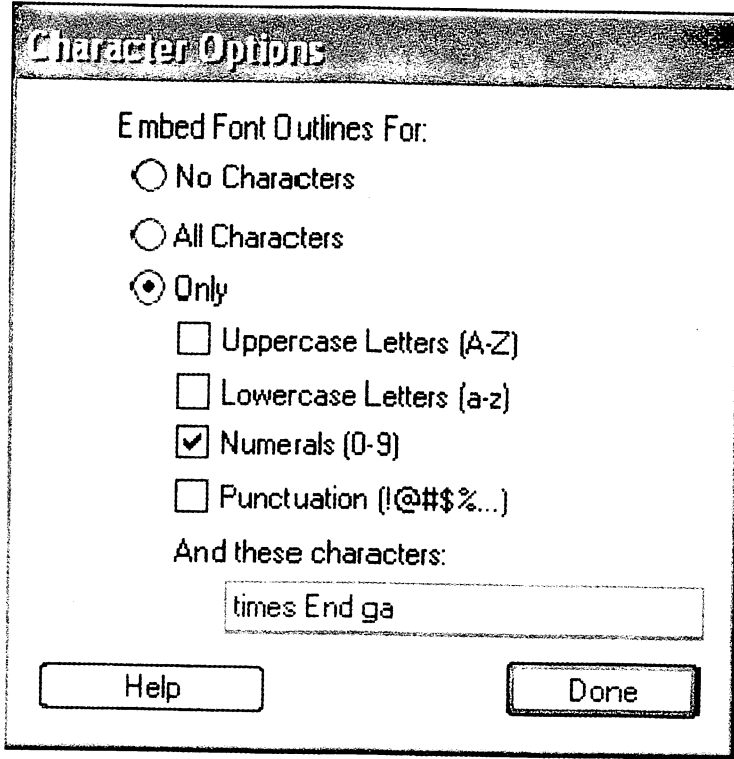 Character Options
Embed Font Outlines For:
No Characters
All Characters
Only
Uppercase Letters (A-Z)
Lowercase Letters (a-z)
Numerals (0-9)
Punctuation (!@#$%...)
And these characters:
times End ga
Help
Done